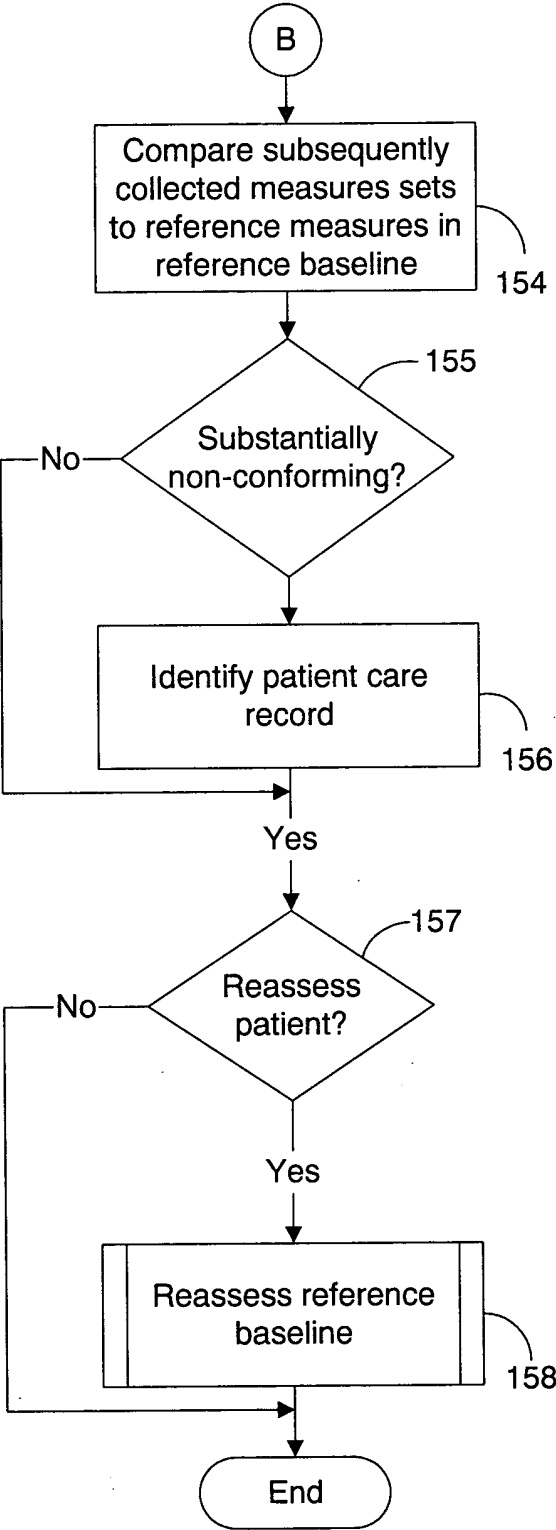 B
Compare subsequently
collected measures sets
to reference measures in
reference baseline
154
155
Substantially
non-conforming?
No
Identify patient care
record
156
Yes
157
Reassess
patient?
No
Yes
Reassess reference
baseline
158
End